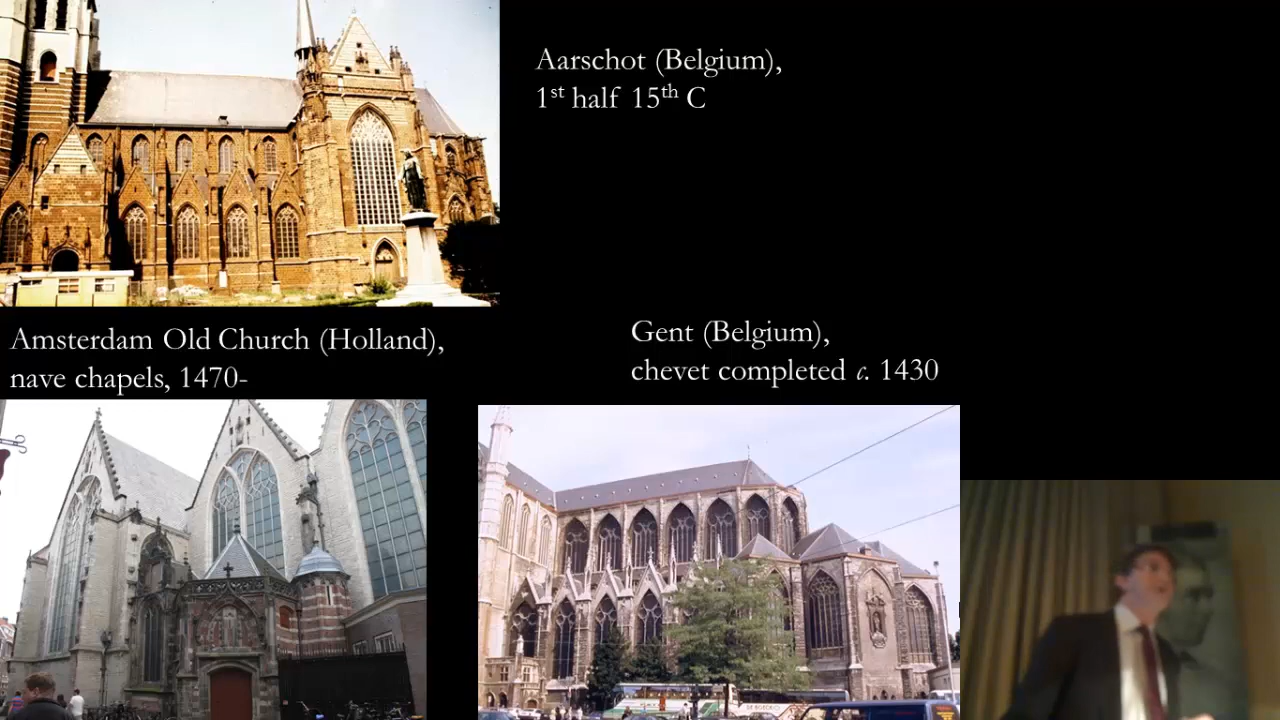 Aarschot (Belgium),
1st half 15th C
Amsterdam Old Church (Holland),
nave chapels, 1470-
Gent (Belgium),
chevet completed c. 1430